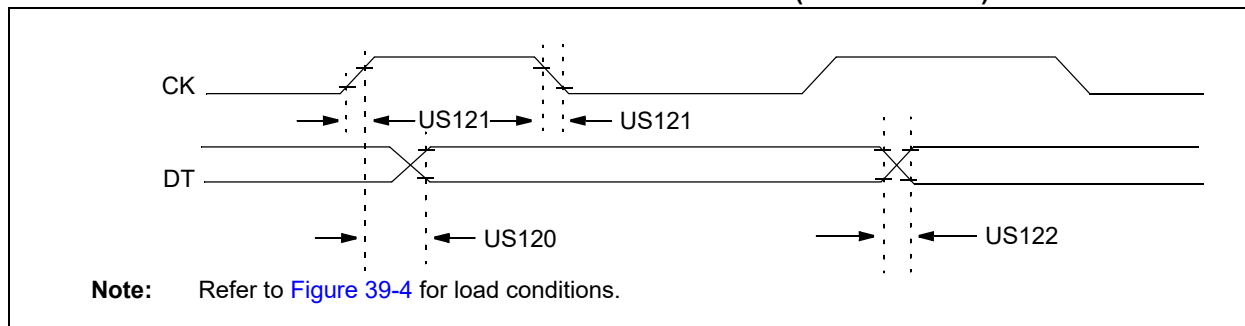 CK
US121
US121
DT
US120
US122
Note: Refer to Figure 39-4 for load conditions.